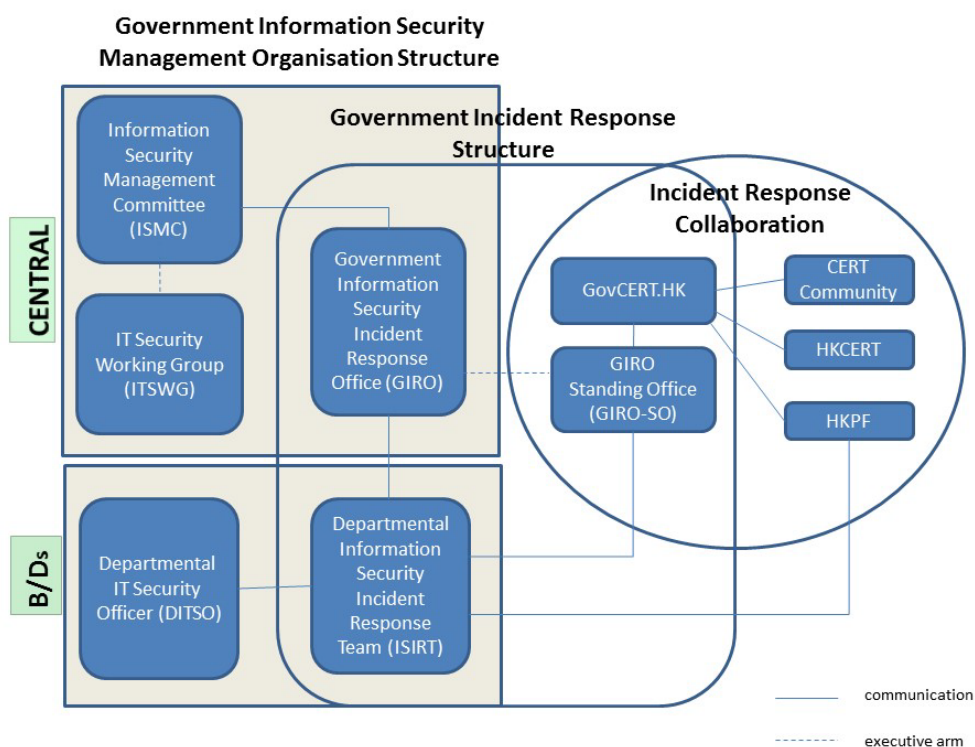 Government Information Security
Management Organisation Structure
Government Incident Response
Structure
Incident Response
Collaboration
CENTRAL
Information
Security
Management
Committee
(ISMC)
Government
Information
Security
Incident
Response
Office (GIRO)
IT Security
Working Group
(ITSWG)
GovCERT.HK
GIRO
Standing Office
(GIRO-SO)
CERT
Community
HKCERT
HKPF
B/Ds
Departmental
IT Security
Officer (DITSO)
Departmental
Information
Security
Incident
Response
Team (ISIRT)
communication
executive arm